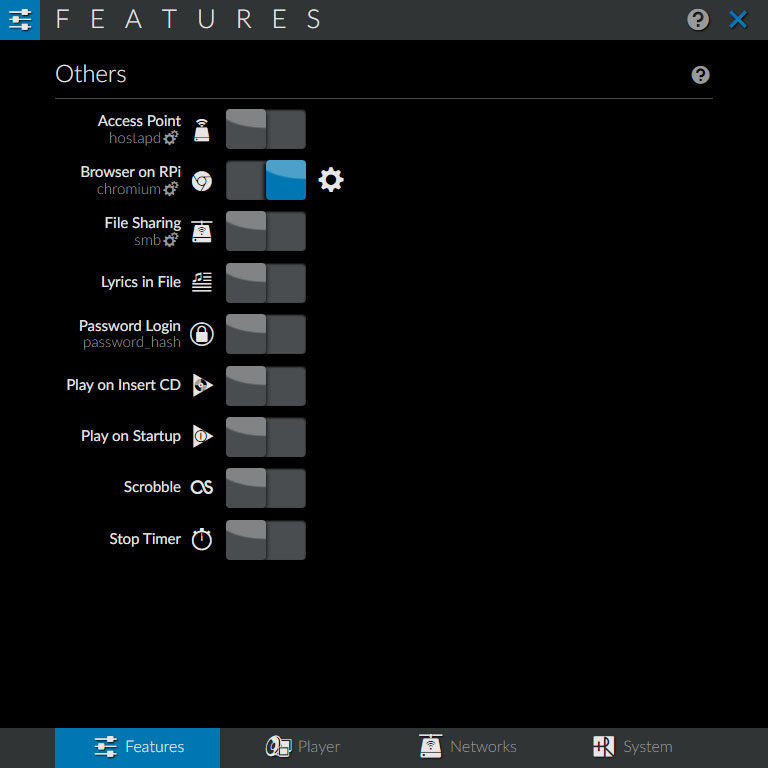 FEATURES
Others
Access Point
hostapd
Browser on RPi
chromium
File Sharing
smb
Lyrics in File
Password Login
password_hash
Play on Insert CD
Play on Startup
Scrobble
Stop Timer
Features Player Networks System